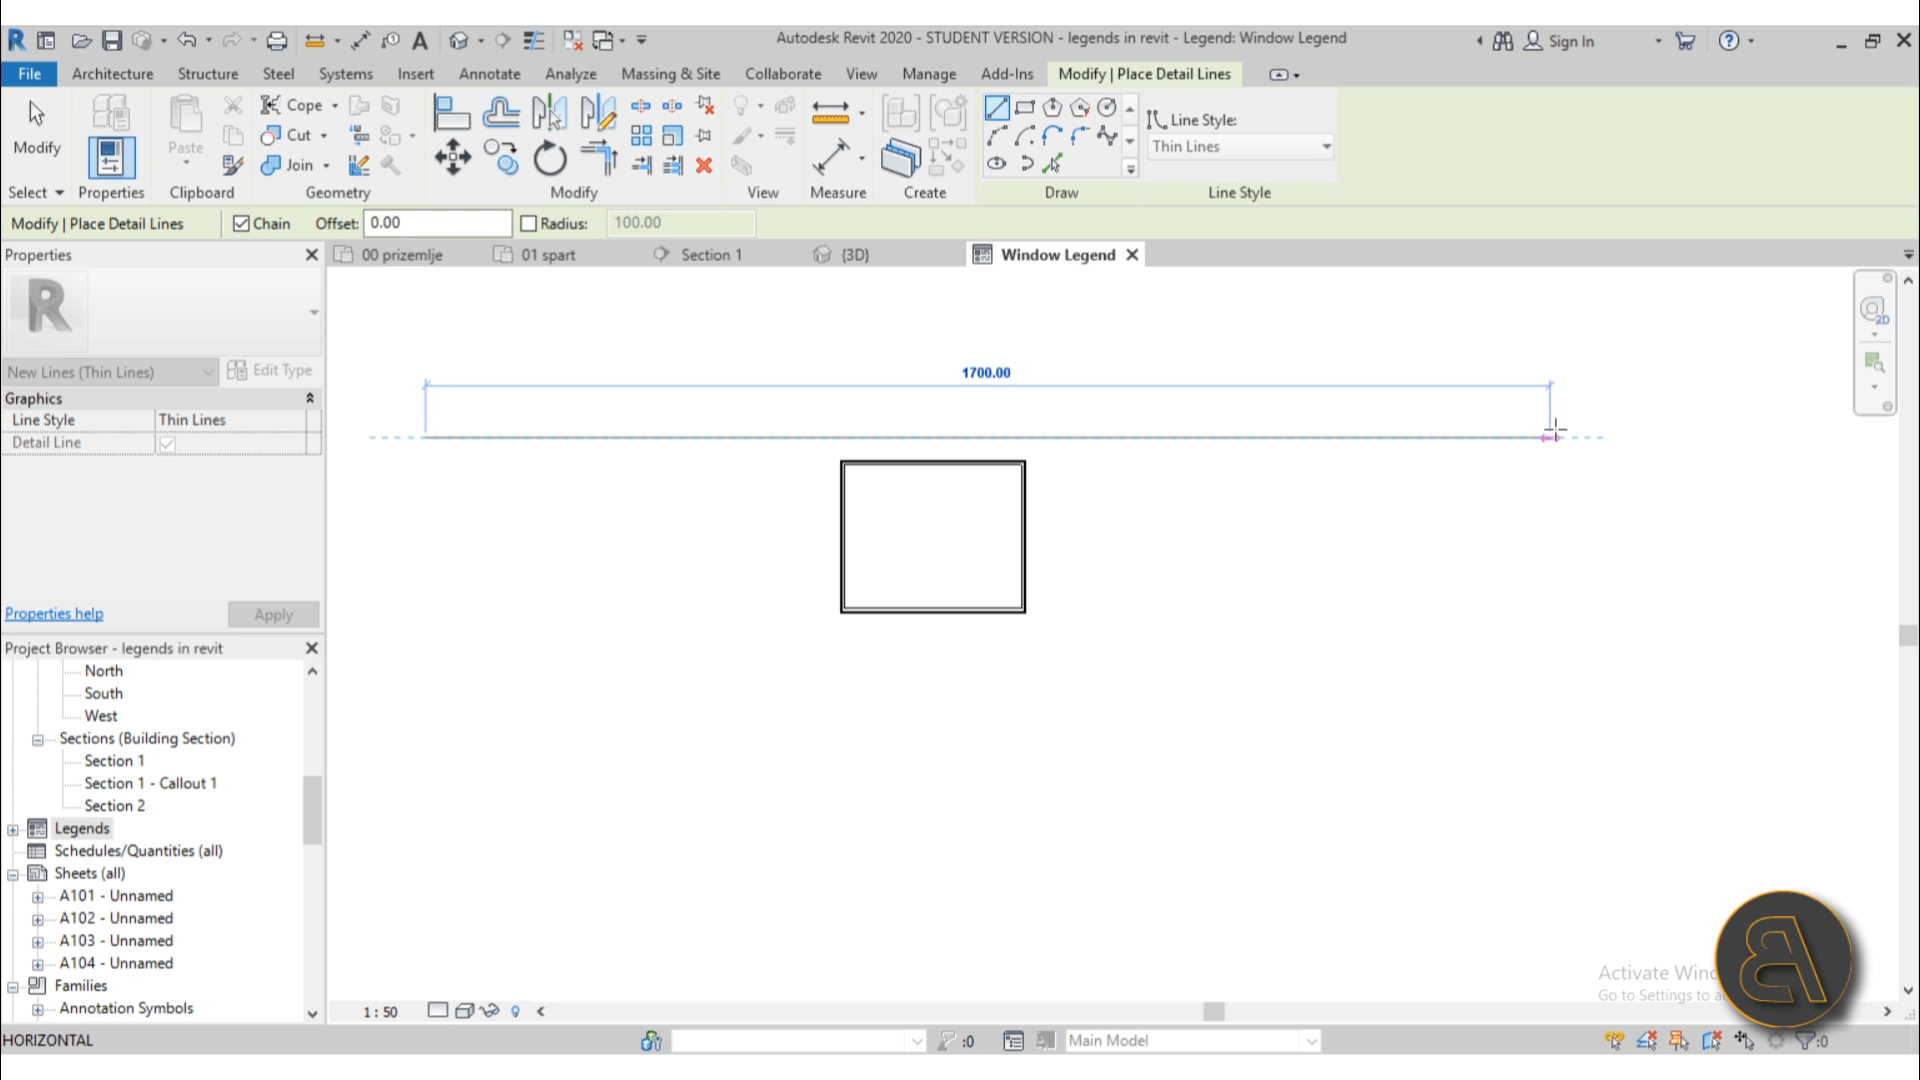 Autodesk Revit 2020 - STUDENT VERSION - legends in revit - Legend: Window Legend
Sign In
File Architecture Structure Steel Systems Insert Annotate Analyze Massing & Site Collaborate View Manage Add-Ins Modify | Place Detail Lines
Modify
Paste
Cope
Cut
Join
Line Style:
Thin Lines
Select Properties Clipboard Geometry Modify View Measure Create Draw Line Style
Modify | Place Detail Lines Chain Offset: 0.00 Radius: 100.00
Properties
00 prizemlje 01 spart Section 1 {3D} Window Legend
R
New Lines (Thin Lines) Edit Type
Graphics
Line Style Thin Lines
Detail Line
Properties help Apply
1700.00
2D
Project Browser - legends in revit
North
South
West
Sections (Building Section)
Section 1
Section 1 - Callout 1
Section 2
Legends
Schedules/Quantities (all)
Sheets (all)
A101 - Unnamed
A102 - Unnamed
A103 - Unnamed
A104 - Unnamed
Families
Annotation Symbols
Activate Wind
Go to Settings to a
1 : 50
HORIZONTAL
:0
Main Model
:0